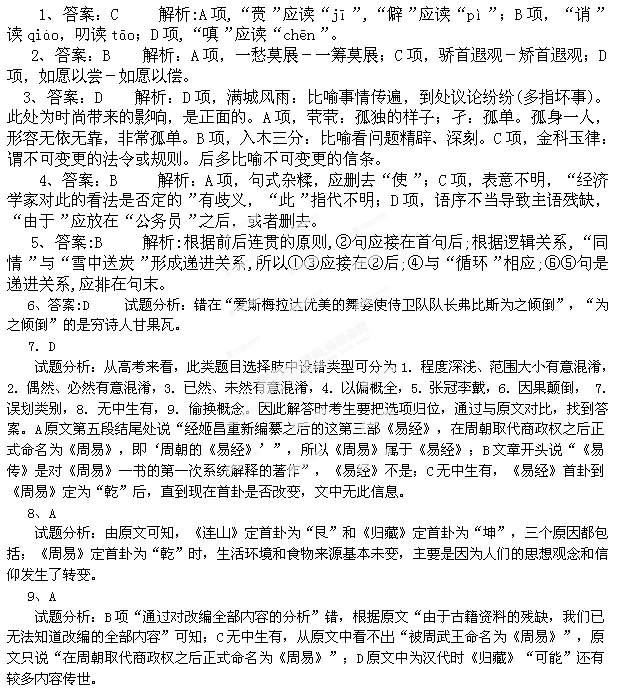 1、答案: C 解析:A项,“贾”应读“jī”,“僻”应读“pì”；B项，“诮”
读qiào，叨读tāo；D项,“嗔”应读“chēn”。
2、答案：B 解析：A项，一愁莫展－一筹莫展；C项，骄首遐观－矫首遐观；D
项，如愿以尝－如愿以偿。
3、答案：D 解析：D项，满城风雨：比喻事情传遍，到处议论纷纷(多指坏事)。
此处为时尚带来的影响，是正面的。A项，茕茕：孤独的样子；孑：孤单。孤身一人，
形容无依无靠，非常孤单。B项，入木三分：比喻看问题精辟、深刻。C项，金科玉律：
谓不可变更的法令或规则。后多比喻不可变更的信条。
4、答案：B 解析：A项，句式杂糅，应删去“使”；C项，表意不明，“经济
学家对此的看法是否定的”有歧义，“此”指代不明；D项，语序不当导致主语残缺，
“由于”应放在“公务员”之后，或者删去。
5、答案:B 解析:根据前后连贯的原则,②句应接在首句后;根据逻辑关系,“同
情”与“雪中送炭”形成递进关系,所以①③应接在②后;④与“循环”相应;⑥⑤句是
递进关系,应排在句末。
6、答案:D 试题分析：错在“爱斯梅拉达优美的舞姿使侍卫队队长弗比斯为之倾倒”，“为
之倾倒”的是穷诗人甘果瓦。
7．D
试题分析：从高考来看，此类题目选择肢中设错类型可分为1．程度深浅、范围大小有意混淆，
2．偶然、必然有意混淆，3．已然、未然有意混淆，4．以偏概全，5．张冠李戴，6．因果颠倒， 7．
误划类别，8．无中生有，9．偷换概念。因此解答时考生要把选项归位，通过与原文对比，找到答
案。A原文第五段结尾处说“经姬昌重新编纂之后的这第三部《易经》，在周朝取代商政权之后正
式命名为《周易》，即‘周朝的《易经》’”，所以《周易》属于《易经》；B文章开头说“《易
传》是对《周易》一书的第一次系统解释的著作”，《易经》不是；C无中生有，《易经》首卦到
《周易》定为“乾”后，直到现在首卦是否改变，文中无此信息。
8、A
试题分析：由原文可知，《连山》定首卦为“艮”和《归藏》定首卦为“坤”，三个原因都包
括；《周易》定首卦为“乾”时，生活环境和食物来源基本未变，主要是因为人们的思想观念和信
仰发生了转变。
9、A
试题分析：B项“通过对改编全部内容的分析”错，根据原文“由于古籍资料的残缺，我们已
无法知道改编的全部内容”可知；C无中生有，从原文中看不出“被周武王命名为《周易》”，原
文只说“在周朝取代商政权之后正式命名为《周易》”；D原文中为汉代时《归藏》“可能”还有
较多内容传世。